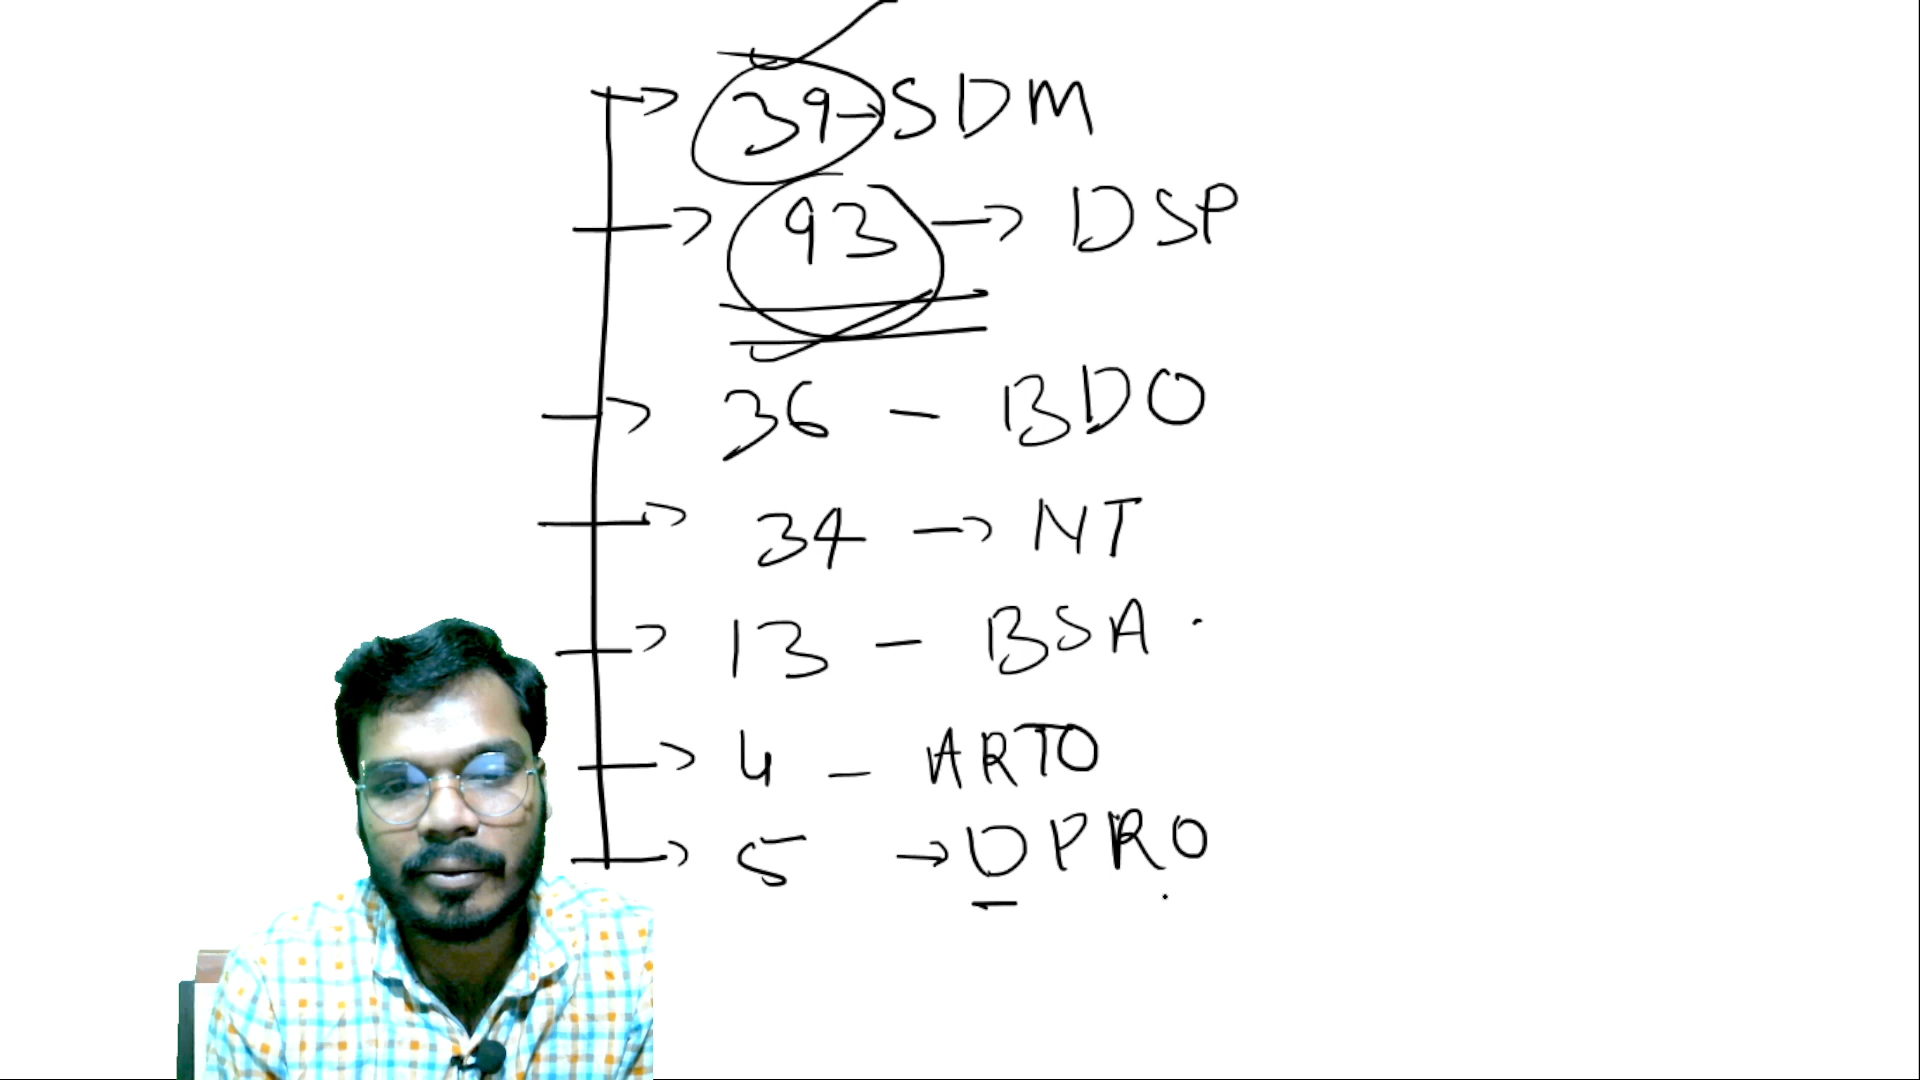 39→SDM
93 → DSP
36 - BDO
34 → NT
13 - BSA.
4 - ARTO
5 → DPRO